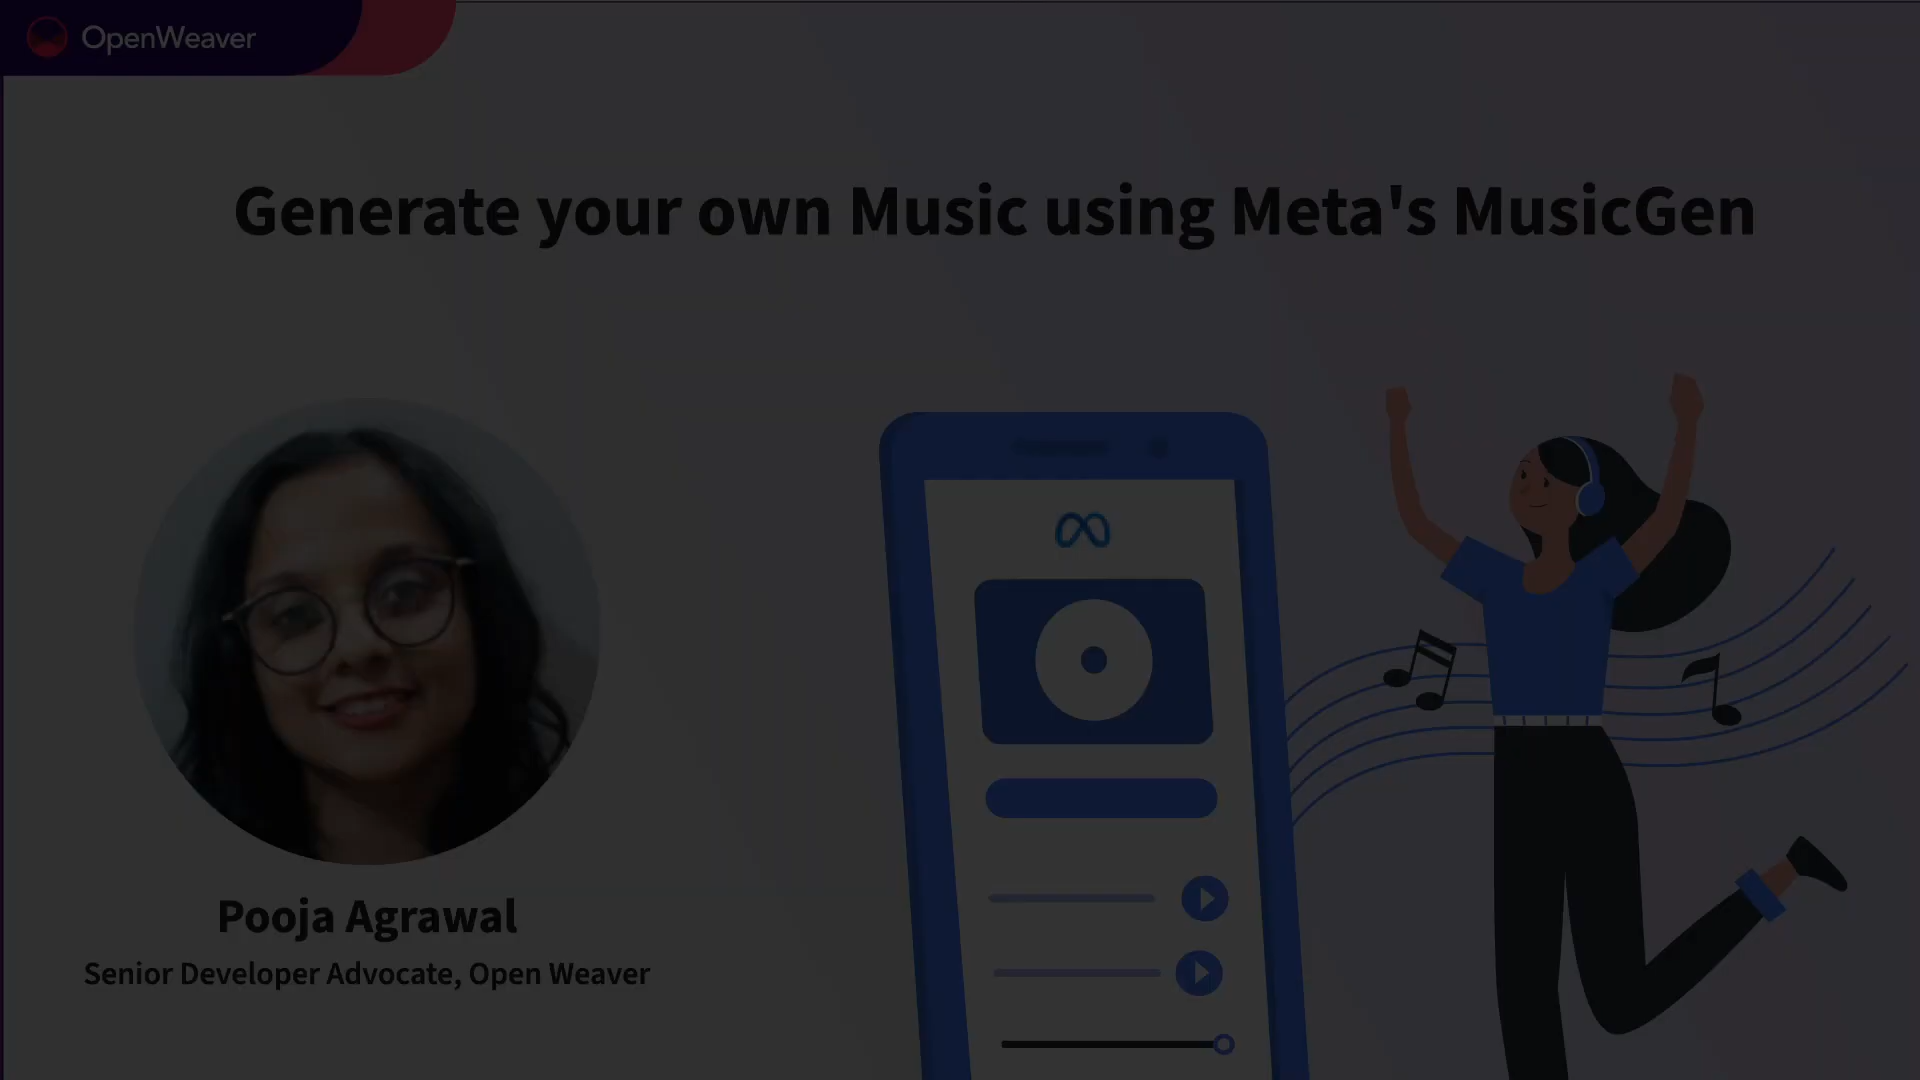 OpenWeaver
Generate your own Music using Meta's MusicGen
Pooja Agrawal
Senior Developer Advocate, Open Weaver